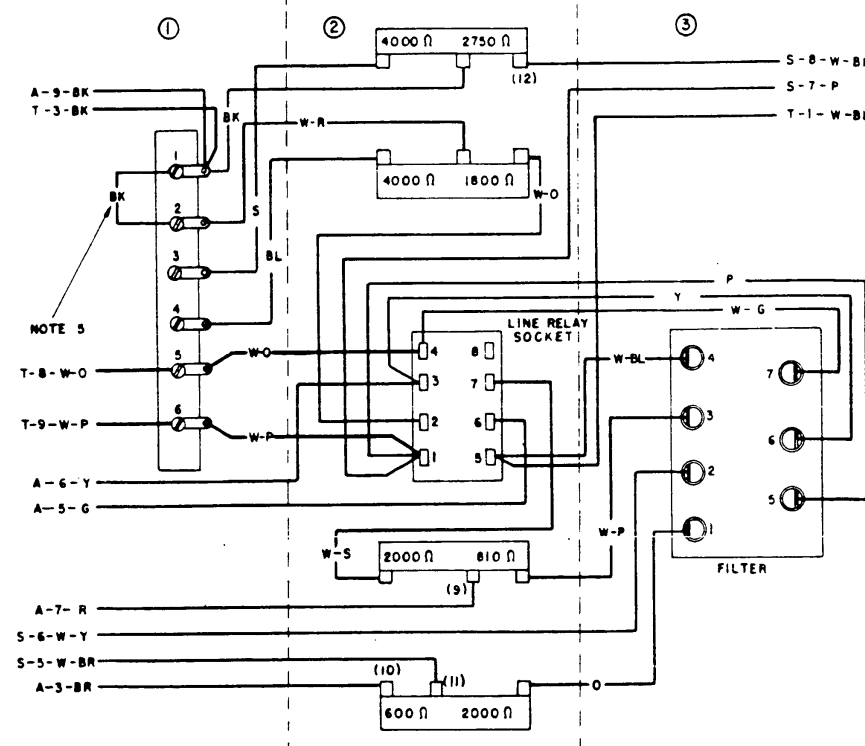 ① ② ③
4000 Ω 2750 Ω
(12)
S-8-W-BL
A-9-BK
S-7-P
T-3-BK
BK
T-1-W-BL
W-R
1
4000 Ω 1800 Ω
BK
W-O
2
S
3
BL
P
4
Y
W-G
NOTE 5
LINE RELAY
SOCKET
5
W-O
4 8
W-BL
4
T-8-W-O
3 7
7
6
2 6
3
T-9-W-P
W-P
6
1 5
2
A-6-Y
5
A-5-G
W-P
1
W-S
2000 Ω 810 Ω
FILTER
(9)
A-7-R
S-6-W-Y
S-5-W-BR
(10) (11)
A-3-BR
O
600 Ω 2000 Ω